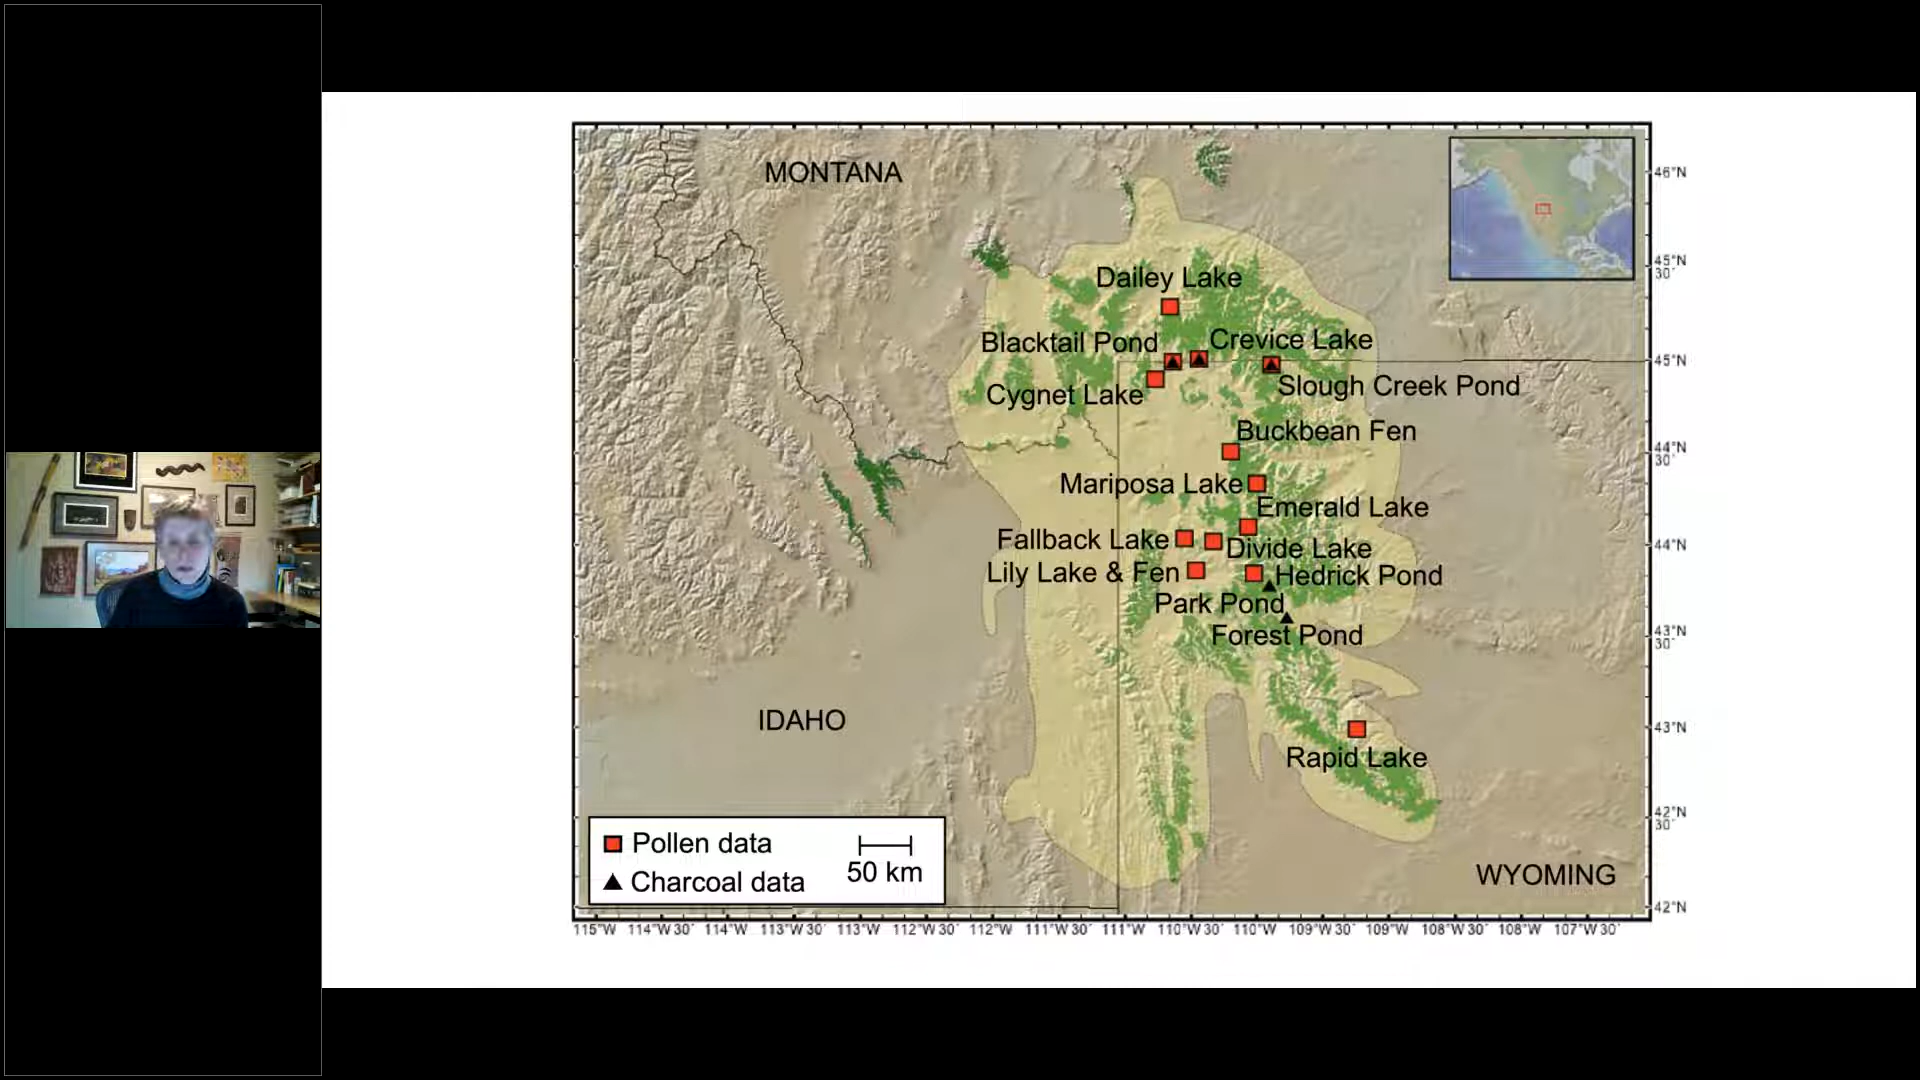 MONTANA
46°N
45°N
30´
Dailey Lake
Crevice Lake
Blacktail Pond
45°N
Slough Creek Pond
Cygnet Lake
Buckbean Fen
44°N
30´
Mariposa Lake
Emerald Lake
Fallback Lake
44°N
Divide Lake
Lily Lake & Fen
Hedrick Pond
Park Pond
43°N
30´
Forest Pond
IDAHO
43°N
Rapid Lake
42°N
30´
Pollen data
50 km
Charcoal data
WYOMING
42°N
115°W 30´ 114°W 30´ 114°W 113°W 30´ 113°W 112°W 30´ 112°W 111°W 30´ 111°W 110°W 30´ 110°W 109°W 30´ 109°W 108°W 30´ 108°W 107°W 30´